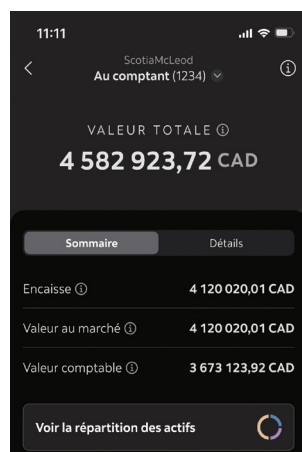 11:11
ScotiaMcLeod
Au comptant (1234)
VALEUR TOTALE
4 582 923,72 CAD
Sommaire Détails
Encaisse 4 120 020,01 CAD
Valeur au marché 4 120 020,01 CAD
Valeur comptable 3 673 123,92 CAD
Voir la répartition des actifs